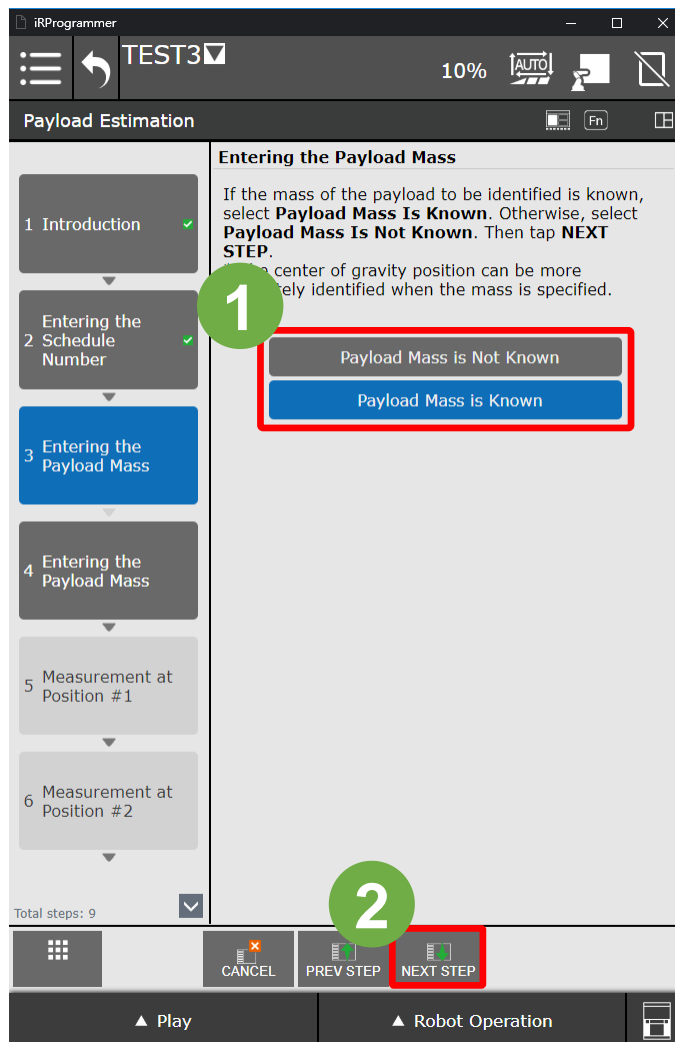 iRProgrammer
TEST3
10%
AUTO
Payload Estimation
Fn
1 Introduction
2 Entering the
Schedule
Number
3 Entering the
Payload Mass
4 Entering the
Payload Mass
5 Measurement at
Position #1
6 Measurement at
Position #2
Total steps: 9
Entering the Payload Mass
If the mass of the payload to be identified is known,
select Payload Mass Is Known. Otherwise, select
Payload Mass Is Not Known. Then tap NEXT
STEP.
center of gravity position can be more
identified when the mass is specified.
1
Payload Mass is Not Known
Payload Mass is Known
2
CANCEL
PREV STEP
NEXT STEP
▲ Play
▲ Robot Operation